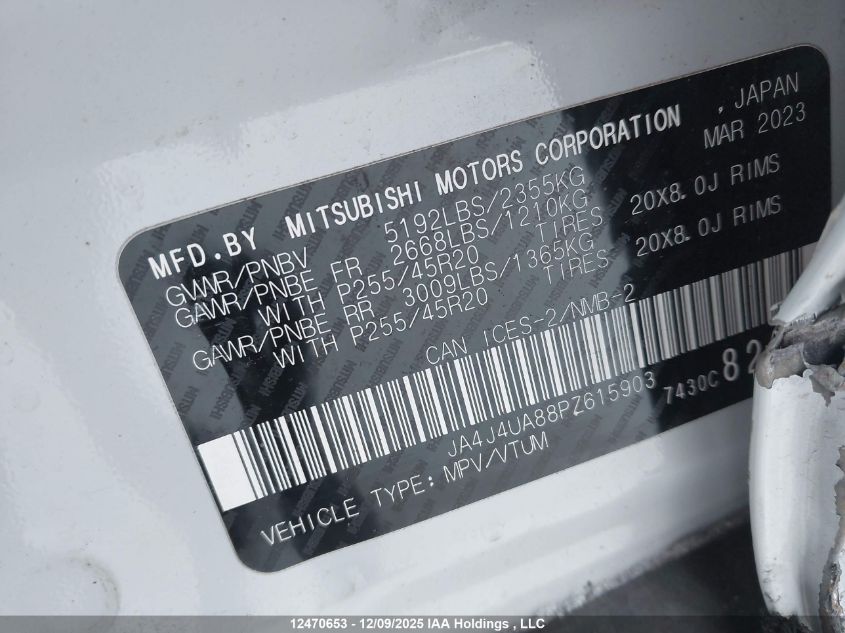 MFD.BY MITSUBISHI MOTORS CORPORATION , JAPAN
MAR 2023
GVWR/PNBV 5192LBS/2355KG
GAWR/PNBE FR 2668LBS/1210KG
WITH P255/45R20 TIRES 20X8.0J RIMS
GAWR/PNBE RR 3009LBS/1365KG
WITH P255/45R20 TIRES 20X8.0J RIMS
CAN ICES-2/NMB-2
JA4J4UA88PZ615903 7430C 82
VEHICLE TYPE: MPV/VTUM
12470653 - 12/09/2025 IAA Holdings , LLC